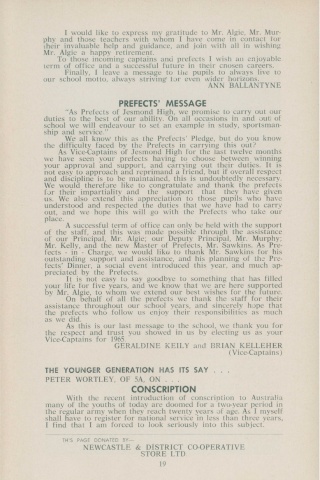 I would like to express my gratitude to Mr. Algie, Mr. Mur-
phy and those teachers with whom I have come in contact for
their invaluable help and guidance, and join with all in wishing
Mr. Algie a happy retirement.
To those incoming captains and prefects I wish an enjoyable
term of office and a successful future in their chosen careers.
Finally, I leave a message to the pupils to always live to
our school motto, always striving for even wider horizons.
ANN BALLANTYNE
PREFECTS' MESSAGE
"As Prefects of Jesmond High, we promise to carry out our
duties to the best of our ability. On all occasions in and out of
school we will endeavour to set an example in study, sportsman-
ship and service."
We all know this as the Prefects' Pledge, but do you know
the difficulty faced by the Prefects in carrying this out?
As Vice-Captains of Jesmond High for the last twelve months
we have seen your prefects having to choose between winning
your approval and support, and carrying out their duties. It is
not easy to approach and reprimand a friend, but if overall respect
and discipline is to be maintained, this is undoubtedly necessary.
We would therefore like to congratulate and thank the prefects
for their impartiality and the support that they have given
us. We also extend this appreciation to those pupils who have
understood and respected the duties that we have had to carry
out, and we hope this will go with the Prefects who take our
place.
A successful term of office can only be held with the support
of the staff, and this was made possible through the assistance
of our Principal, Mr. Algie; our Deputy Principal, Mr. Murphy;
Mr. Kelly, and the new Master of Prefects, Mr. Sawkins. As Pre-
fects - in - Charge, we would like to thank Mr. Sawkins for his
outstanding support and assistance, and his planning of the Pre-
fects' Dinner, a social event introduced this year, and much ap-
preciated by the Prefects.
It is not easy to say goodbye to something that has filled
your life for five years, and we know that we are here supported
by Mr. Algie, to whom we extend our best wishes for the future.
On behalf of all the prefects we thank the staff for their
assistance throughout our school years, and sincerely hope that
the prefects who follow us enjoy their responsibilities as much
as we did.
As this is our last message to the school, we thank you for
the respect and trust you showed in us by electing us as your
Vice-Captains for 1965
GERALDINE KEILY and BRIAN KELLEHER
(Vice-Captains)
THE YOUNGER GENERATION HAS ITS SAY . . .
PETER WORTLEY, OF 5A, ON . . .
CONSCRIPTION
With the recent introduction of conscription to Australia
many of the youths of today are doomed for a two-year period in
the regular army when they reach twenty years of age. As I myself
shall have to register for national service in less than three years,
I find that I am forced to look seriously into this subject.
THIS PAGE DONATED BY—
NEWCASTLE & DISTRICT CO-OPERATIVE
STORE LTD.
19